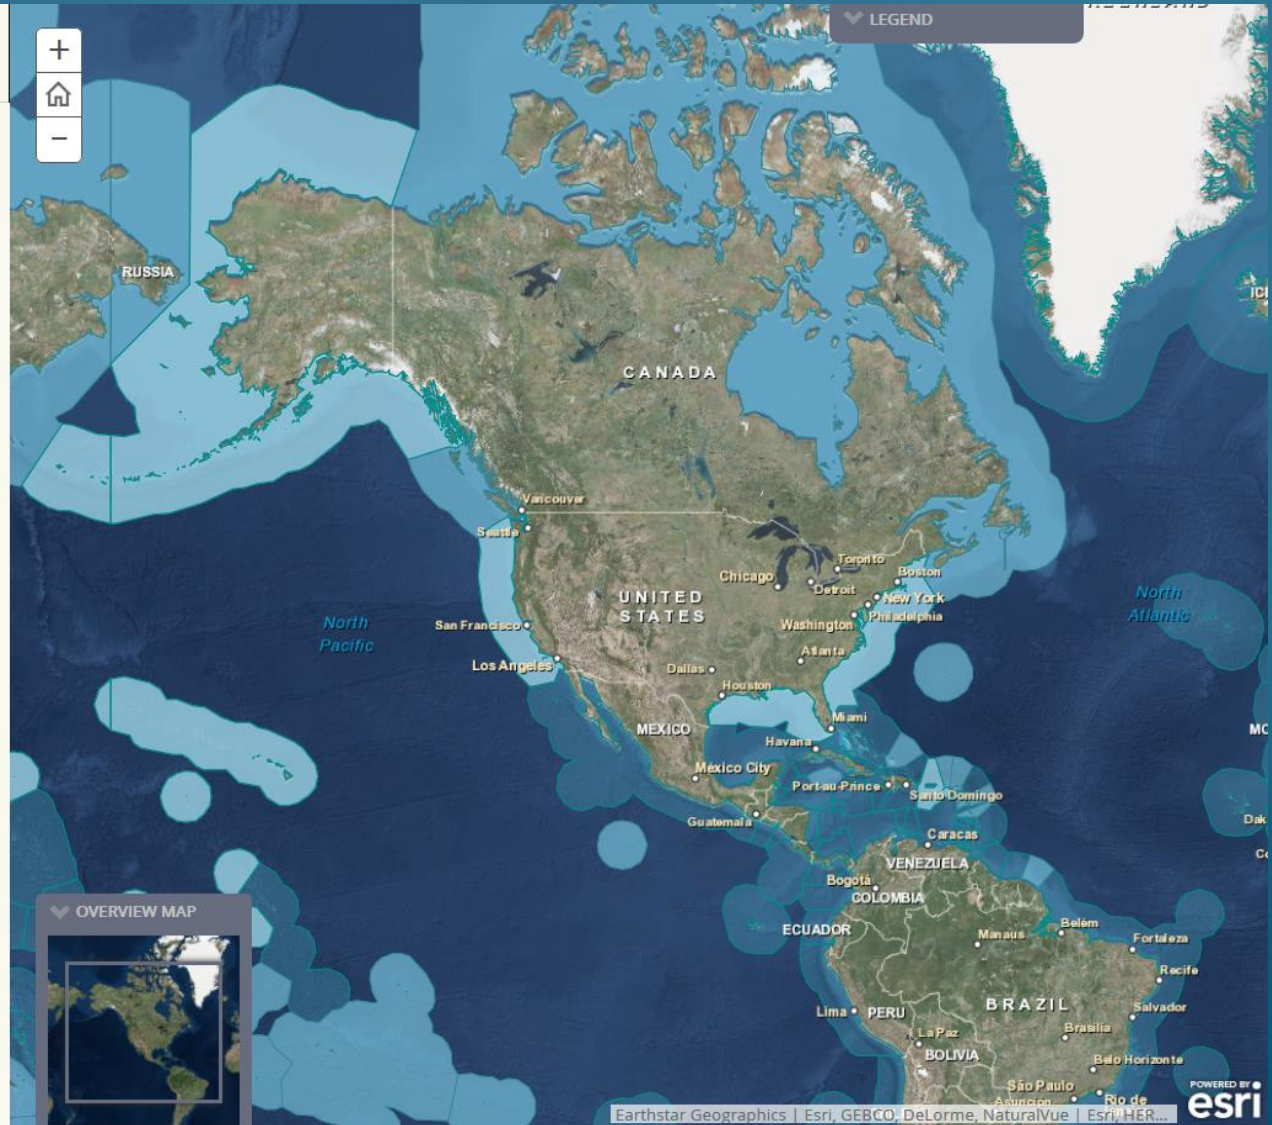 LEGEND
+
−
RUSSIA
CANADA
Vancouver
Seattle
Toronto
Chicago
Boston
Detroit
UNITED
STATES
New York
Philadelphia
Washington
North
Pacific
North
Atlantic
San Francisco
Los Angeles
Atlanta
Dallas
Houston
MEXICO
Miami
Havana
Mexico City
Port-au-Prince
Santo Domingo
Guatemala
Caracas
VENEZUELA
Bogotá
COLOMBIA
ECUADOR
Manaus
Belém
Fortaleza
Recife
OVERVIEW MAP
Lima
PERU
BRAZIL
Salvador
La Paz
Brasilia
BOLIVIA
Belo Horizonte
São Paulo
Asunción
Rio de
POWERED BY
esri
Earthstar Geographics | Esri, GEBCO, DeLorme, NaturalVue | Esri, HER...